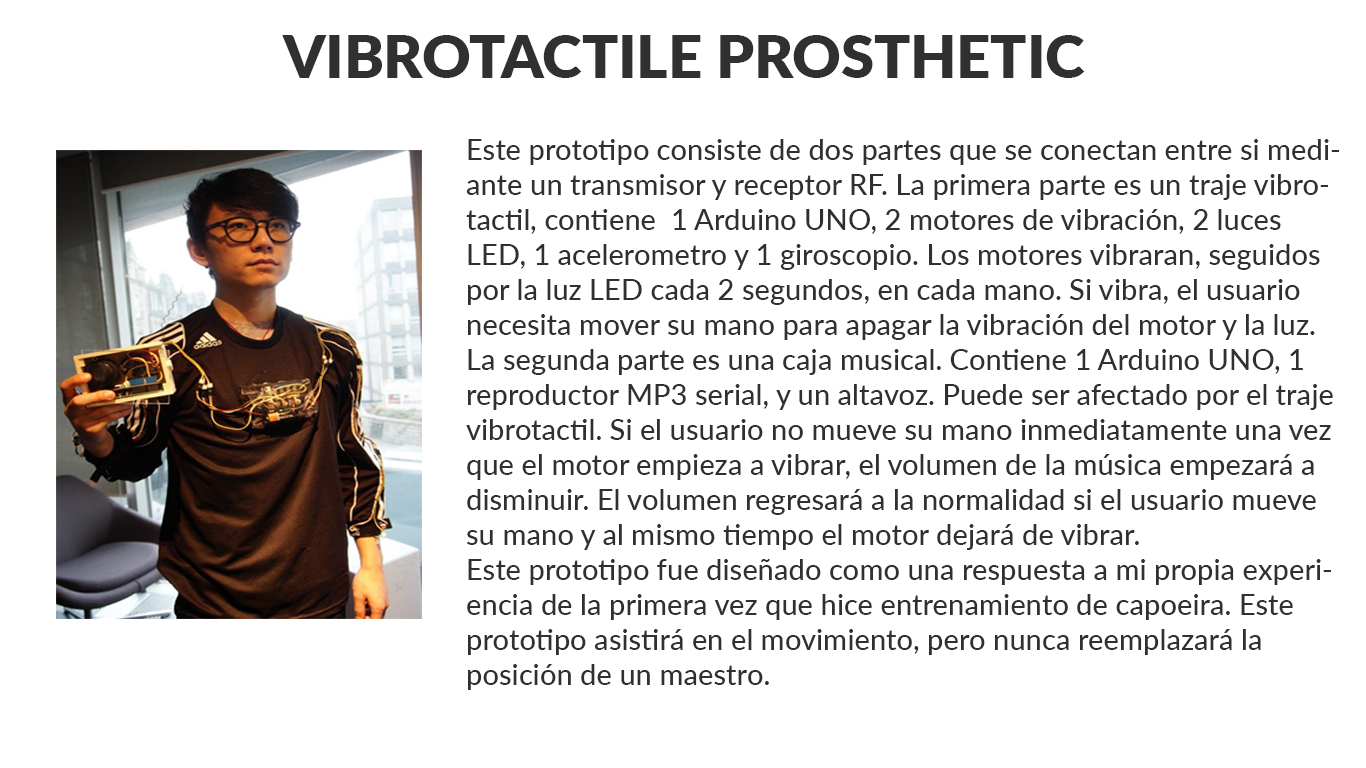 VIBROTACTILE PROSTHETIC
Este prototipo consiste de dos partes que se conectan entre si medi-
ante un transmisor y receptor RF. La primera parte es un traje vibro-
tactil, contiene  1 Arduino UNO, 2 motores de vibración, 2 luces
LED, 1 acelerometro y 1 giroscopio. Los motores vibraran, seguidos
por la luz LED cada 2 segundos, en cada mano. Si vibra, el usuario
necesita mover su mano para apagar la vibración del motor y la luz.
La segunda parte es una caja musical. Contiene 1 Arduino UNO, 1
reproductor MP3 serial, y un altavoz. Puede ser afectado por el traje
vibrotactil. Si el usuario no mueve su mano inmediatamente una vez
que el motor empieza a vibrar, el volumen de la música empezará a
disminuir. El volumen regresará a la normalidad si el usuario mueve
su mano y al mismo tiempo el motor dejará de vibrar.
Este prototipo fue diseñado como una respuesta a mi propia experi-
encia de la primera vez que hice entrenamiento de capoeira. Este
prototipo asistirá en el movimiento, pero nunca reemplazará la
posición de un maestro.
adidas